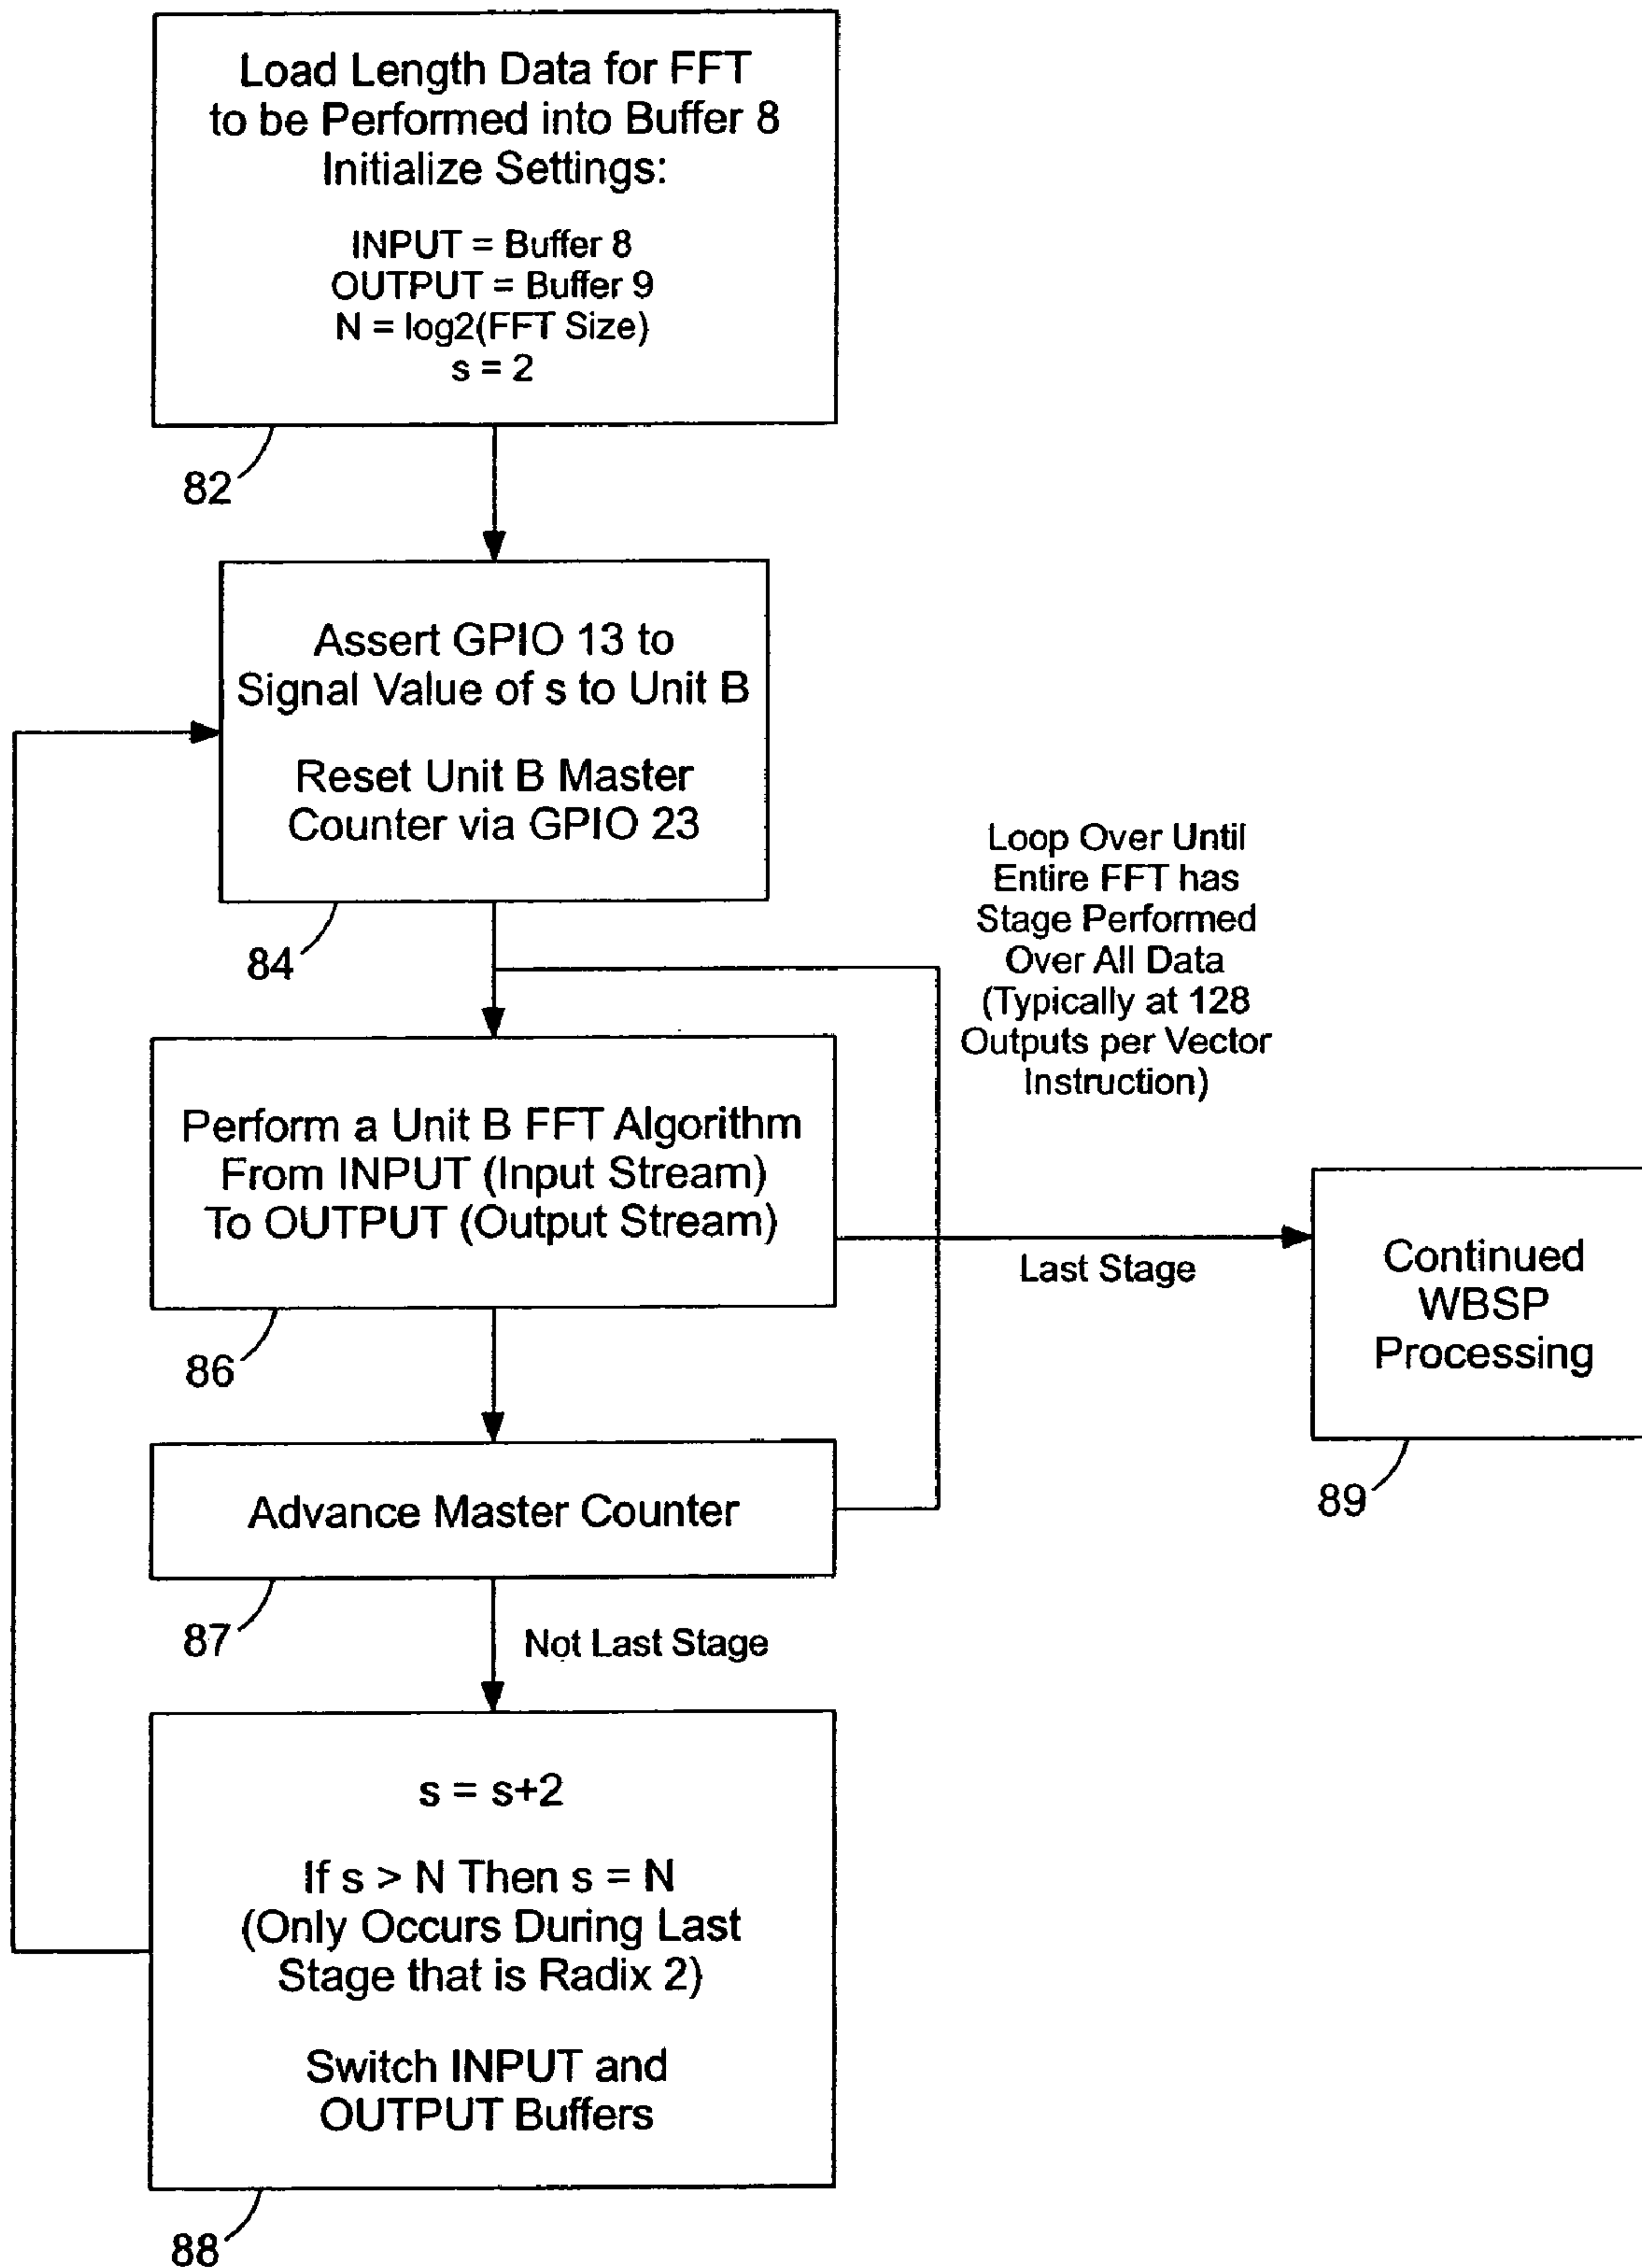 Load Length Data for FFT
to be Performed into Buffer 8
Initialize Settings:
INPUT = Buffer 8
OUTPUT = Buffer 9
N = log2(FFT Size)
s = 2
82
Assert GPIO 13 to
Signal Value of s to Unit B
Reset Unit B Master
Counter via GPIO 23
84
Loop Over Until
Entire FFT has
Stage Performed
Over All Data
(Typically at 128
Outputs per Vector
Instruction)
Perform a Unit B FFT Algorithm
From INPUT (Input Stream)
To OUTPUT (Output Stream)
86
Last Stage
Continued
WBSP
Processing
89
Advance Master Counter
87
Not Last Stage
s = s+2
If s > N Then s = N
(Only Occurs During Last
Stage that is Radix 2)
Switch INPUT and
OUTPUT Buffers
88